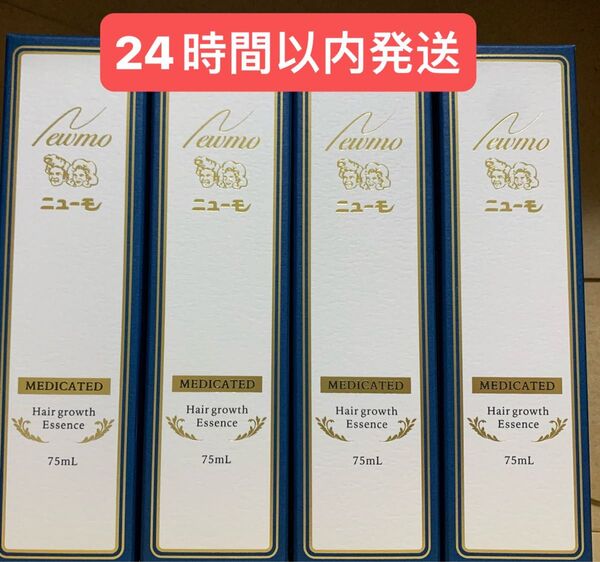 24時間以内発送
Newmo
ニューモ
MEDICATED
Hair growth
Essence
75mL
Newmo
ニューモ
MEDICATED
Hair growth
Essence
75mL
Newmo
ニューモ
MEDICATED
Hair growth
Essence
75mL
Newmo
ニューモ
MEDICATED
Hair growth
Essence
75mL